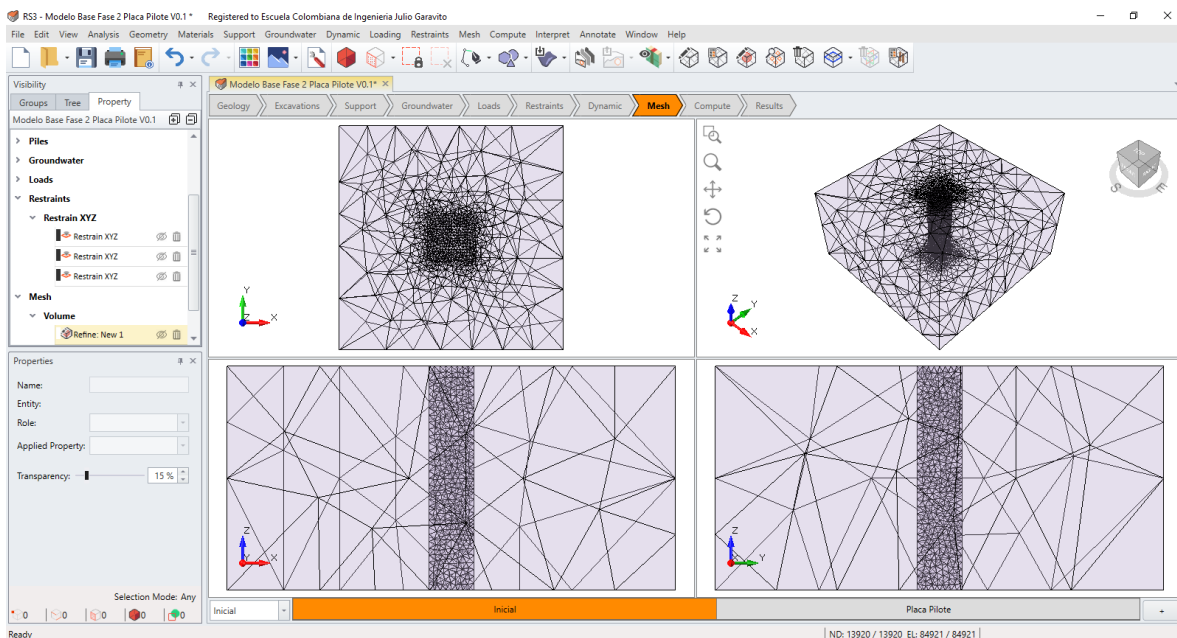 RS3 - Modelo Base Fase 2 Placa Pilote V0.1 * Registered to Escuela Colombiana de Ingenieria Julio Garavito
File Edit View Analysis Geometry Materials Support Groundwater Dynamic Loading Restraints Mesh Compute Interpret Annotate Window Help
Visibility
Modelo Base Fase 2 Placa Pilote V0.1*
Groups Tree Property
Geology Excavations Support Groundwater Loads Restraints Dynamic Mesh Compute Results
Modelo Base Fase 2 Placa Pilote V0.1
Piles
Groundwater
Loads
Restraints
Restrain XYZ
Restrain XYZ
Restrain XYZ
Restrain XYZ
Mesh
Volume
Refine: New 1
Y
X
Z
Y
X
S
E
Properties
Name:
Entity:
Role:
Applied Property:
Transparency: 15 %
Z
Y
X
Z
X
Y
Selection Mode: Any
0 0 0 0 0
Inicial
Inicial
Placa Pilote
+
Ready
ND: 13920 / 13920 EL: 84921 / 84921